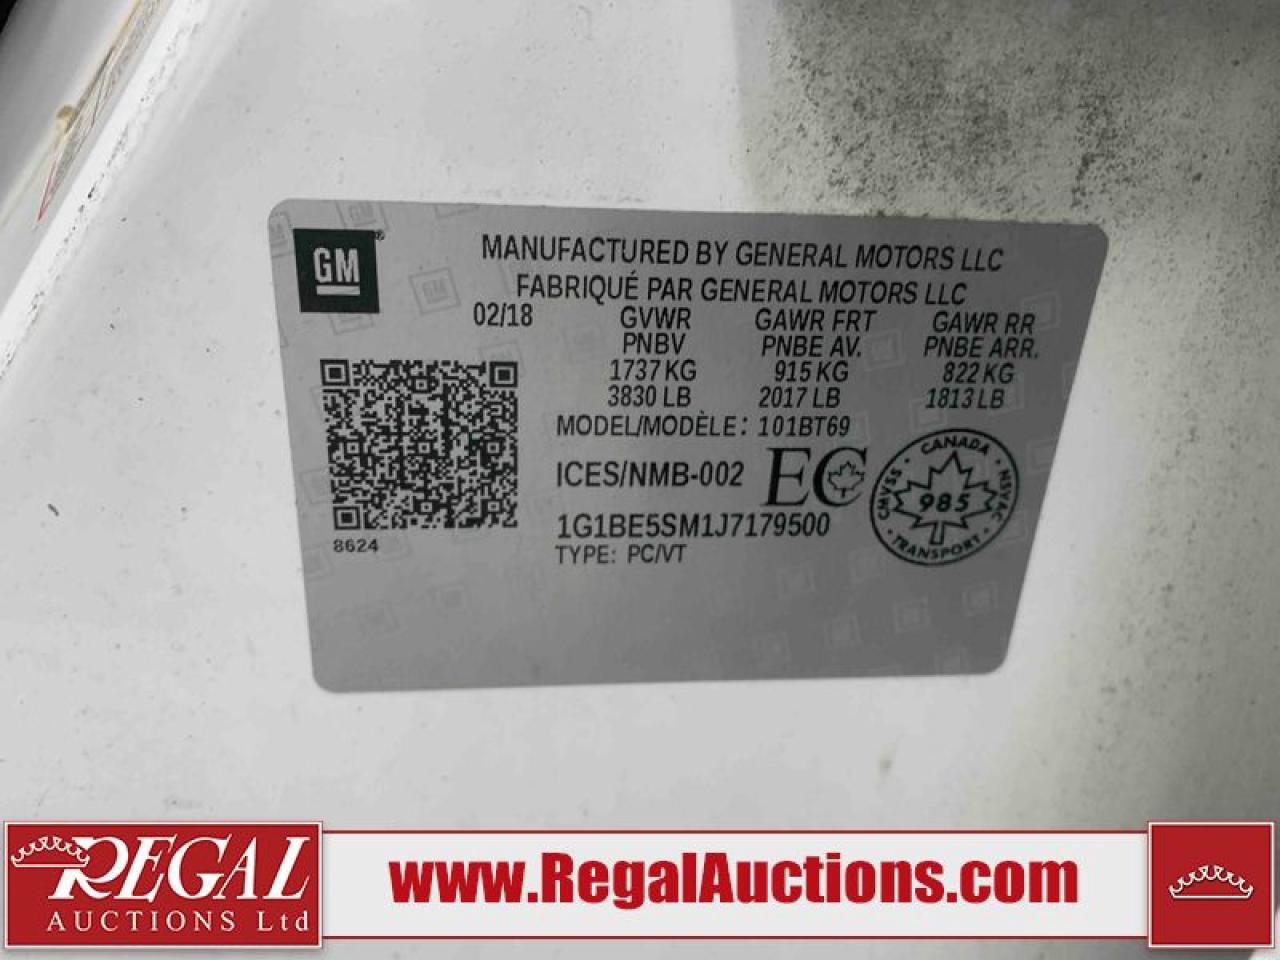 GM®
MANUFACTURED BY GENERAL MOTORS LLC
FABRIQUÉ PAR GENERAL MOTORS LLC
02/18 GVWR GAWR FRT GAWR RR
PNBV PNBE AV. PNBE ARR.
1737 KG 915 KG 822 KG
3830 LB 2017 LB 1813 LB
MODEL/MODÈLE: 101BT69
ICES/NMB-002 EC
CANADA
CMVSS 985 NSVAC
TRANSPORT
1G1BE5SM1J7179500
8624
TYPE: PC/VT
REGAL
AUCTIONS Ltd
www.RegalAuctions.com